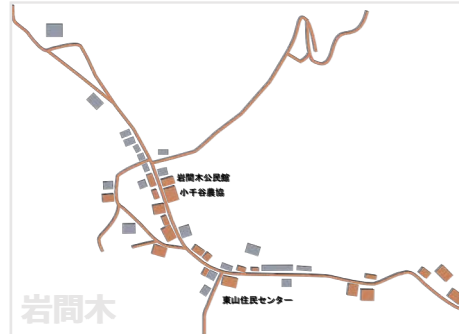 岩間木公民館
小千谷農協
東山住民センター
岩間木